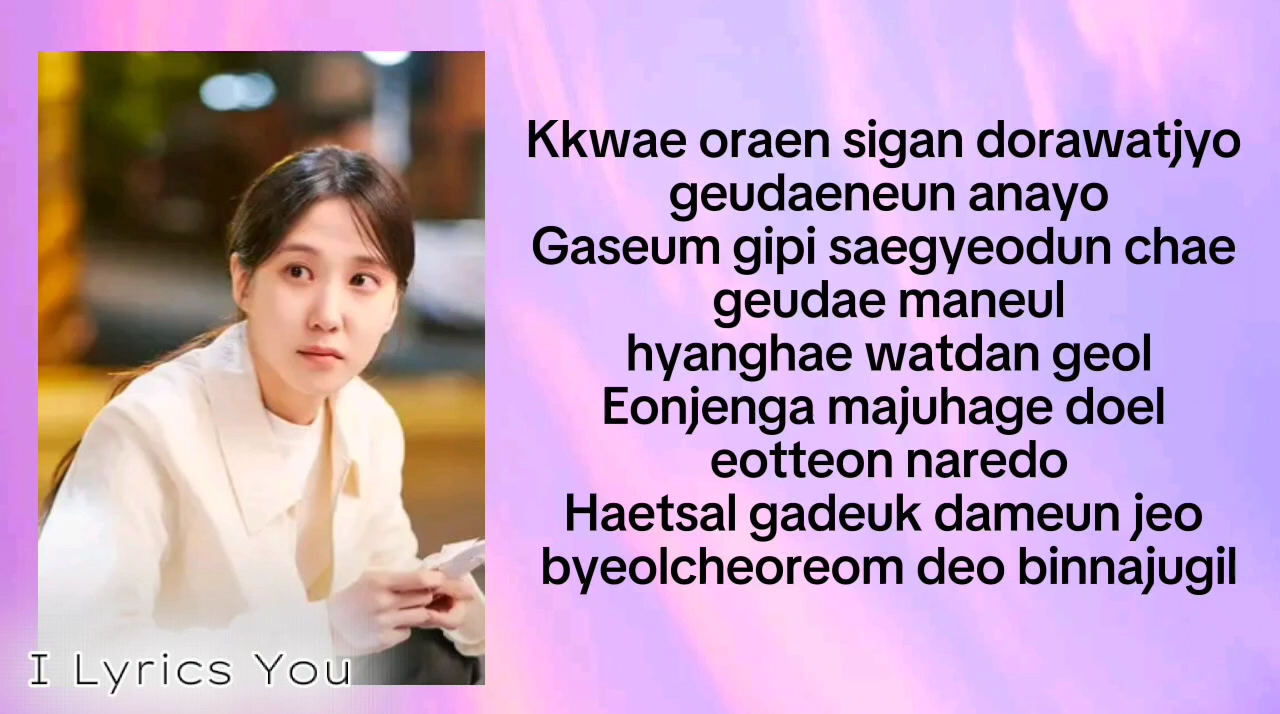 Kkwae oraen sigan dorawatjyo
geudaeneun anayo
Gaseum gipi saegyeodun chae
geudae maneul
hyanghae watdan geol
Eonjenga majuhage doel
eotteon naredo
Haetsal gadeuk dameun jeo
byeolcheoreom deo binnajugil
I Lyrics You